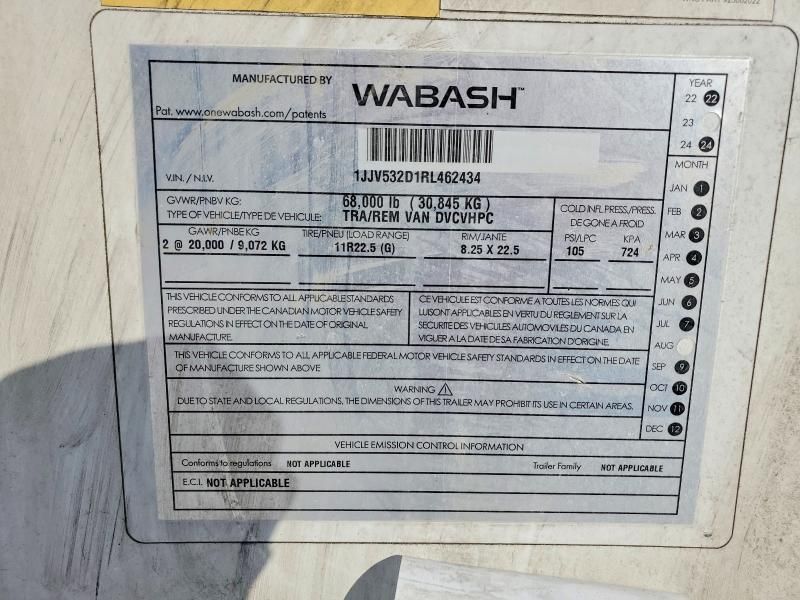 MANUFACTURED BY WABASH™
Pat. www.onewabash.com/patents
V.I.N. / N.I.V. 1JJV532D1RL462434
GVWR/PNBV KG: 68,000 lb ( 30,845 KG )
TYPE OF VEHICLE/TYPE DE VEHICULE: TRA/REM VAN DVCVHPC
GAWR/PNBE KG TIRE/PNEU (LOAD RANGE) RIM/JANTE
2 @ 20,000 / 9,072 KG 11R22.5 (G) 8.25 X 22.5
COLD INFL PRESS./PRESS.
DE GONE A FROID
PSI/LPC KPA
105 724
THIS VEHICLE CONFORMS TO ALL APPLICABLE STANDARDS
PRESCRIBED UNDER THE CANADIAN MOTOR VEHICLE SAFETY
REGULATIONS IN EFFECT ON THE DATE OF ORIGINAL
MANUFACTURE.
CE VEHICULE EST CONFORME A TOUTES LES NORMES QUI
LUI SONT APPLICABLES EN VERTU DU REGLEMENT SUR LA
SECURITE DES VEHICULES AUTOMOVILES DU CANADA EN
VIGUER A LA DATE DE SA FABRICATION D'ORIGINE.
THIS VEHICLE CONFORMS TO ALL APPLICABLE FEDERAL MOTOR VEHICLE SAFETY STANDARDS IN EFFECT ON THE DATE
OF MANUFACTURE SHOWN ABOVE
WARNING
DUE TO STATE AND LOCAL REGULATIONS, THE DIMENSIONS OF THIS TRAILER MAY PROHIBIT ITS USE IN CERTAIN AREAS.
VEHICLE EMISSION CONTROL INFORMATION
Conforms to regulations NOT APPLICABLE Trailer Family NOT APPLICABLE
E.C.I. NOT APPLICABLE
YEAR
22 22
23
24 24
MONTH
JAN 1
FEB 2
MAR 3
APR 4
MAY 5
JUN 6
JUL 7
AUG
SEP 9
OCT 10
NOV 11
DEC 12